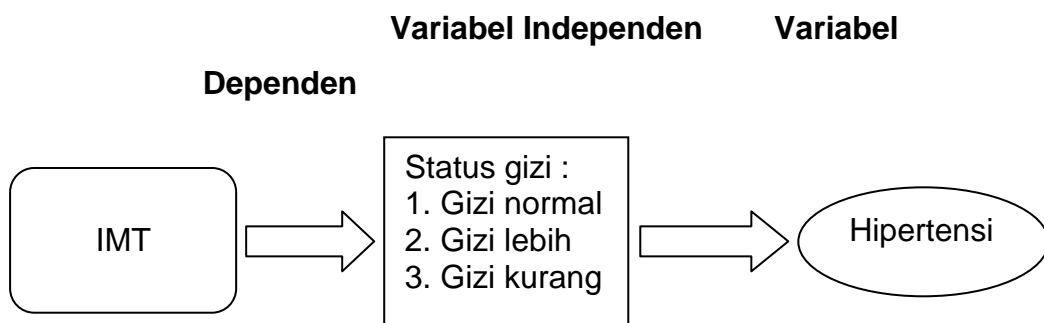 Variabel Independen Variabel
Dependen
IMT
Status gizi :
1. Gizi normal
2. Gizi lebih
3. Gizi kurang
Hipertensi